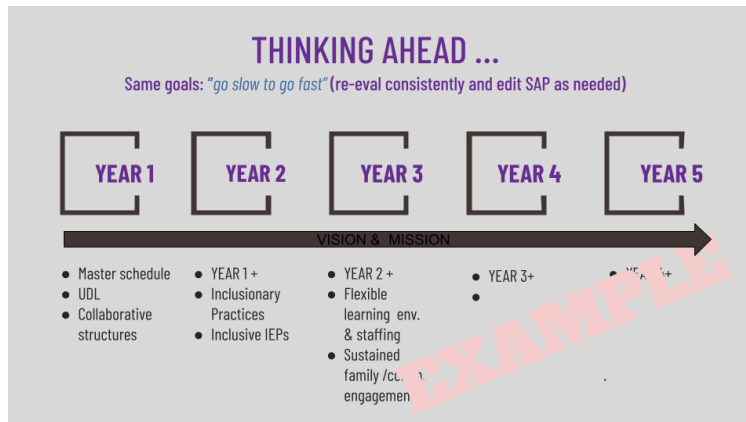 THINKING AHEAD ...
Same goals: “go slow to go fast” (re-eval consistently and edit SAP as needed)
YEAR 1
YEAR 2
YEAR 3
YEAR 4
YEAR 5
VISION & MISSION
● Master schedule
● UDL
● Collaborative
structures
● YEAR 1 +
● Inclusionary
Practices
● Inclusive IEPs
● YEAR 2 +
● Flexible
learning env.
& staffing
● Sustained
family /
engagemen
● YEAR 3+
●
● +
EXAMPLE
.